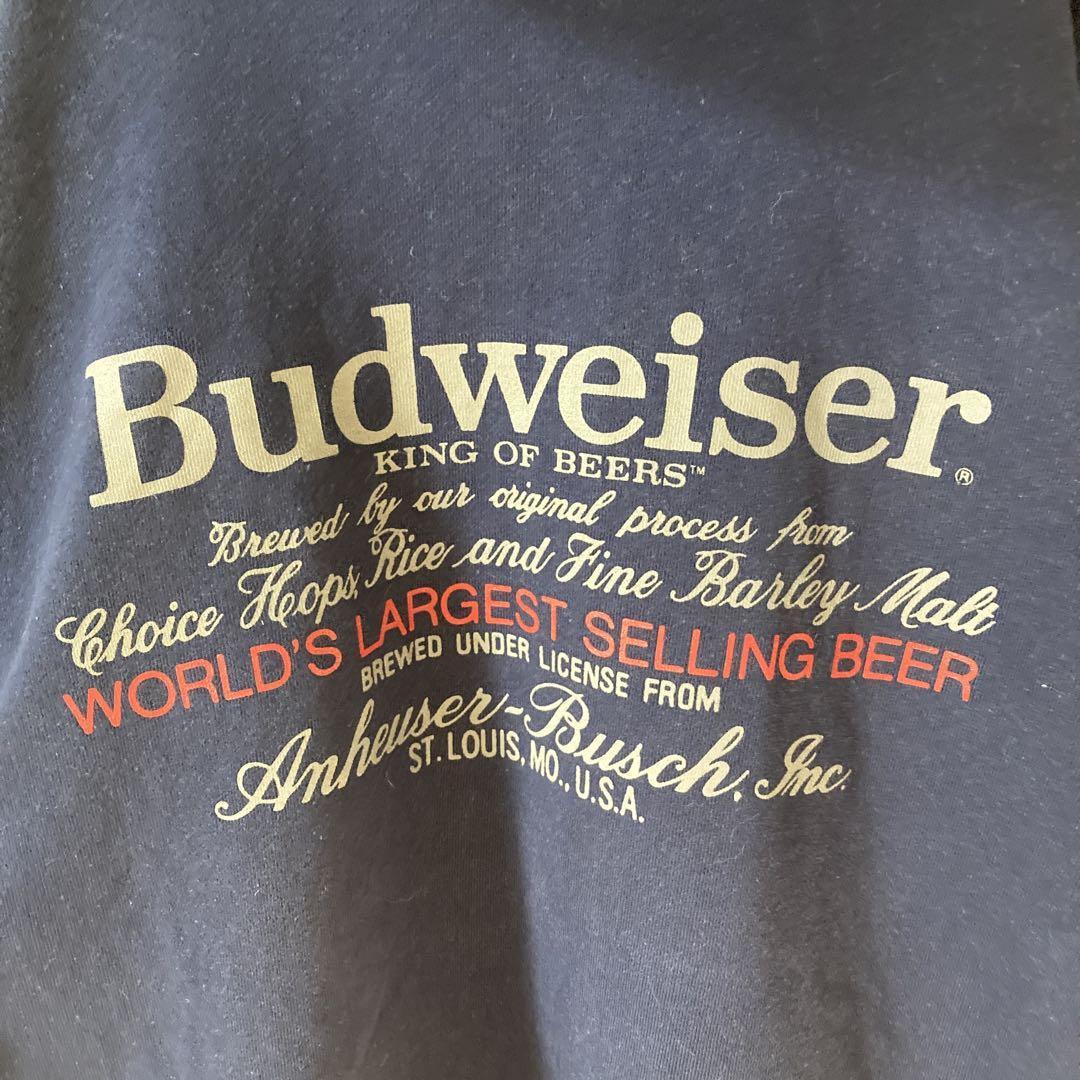 Budweiser®
KING OF BEERS™
Brewed by our original process from
Choice Hops, Rice and Fine Barley Malt
WORLD'S LARGEST SELLING BEER
BREWED UNDER LICENSE FROM
Anheuser-Busch, Inc.
ST. LOUIS, MO., U.S.A.